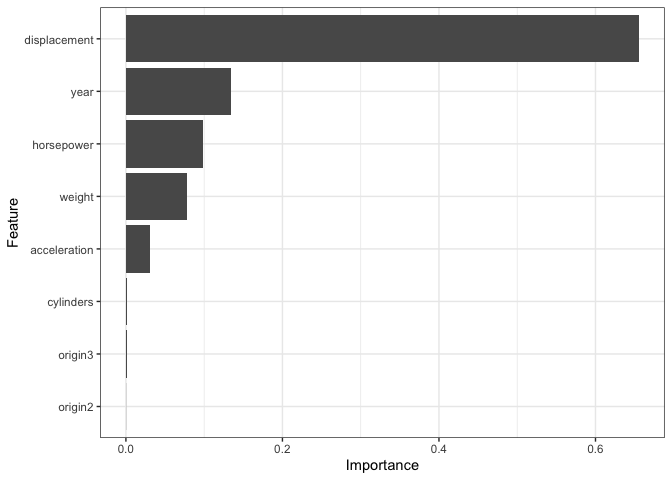 displacement
year
horsepower
weight
acceleration
cylinders
origin3
origin2
Feature
0.0 0.2 0.4 0.6
Importance